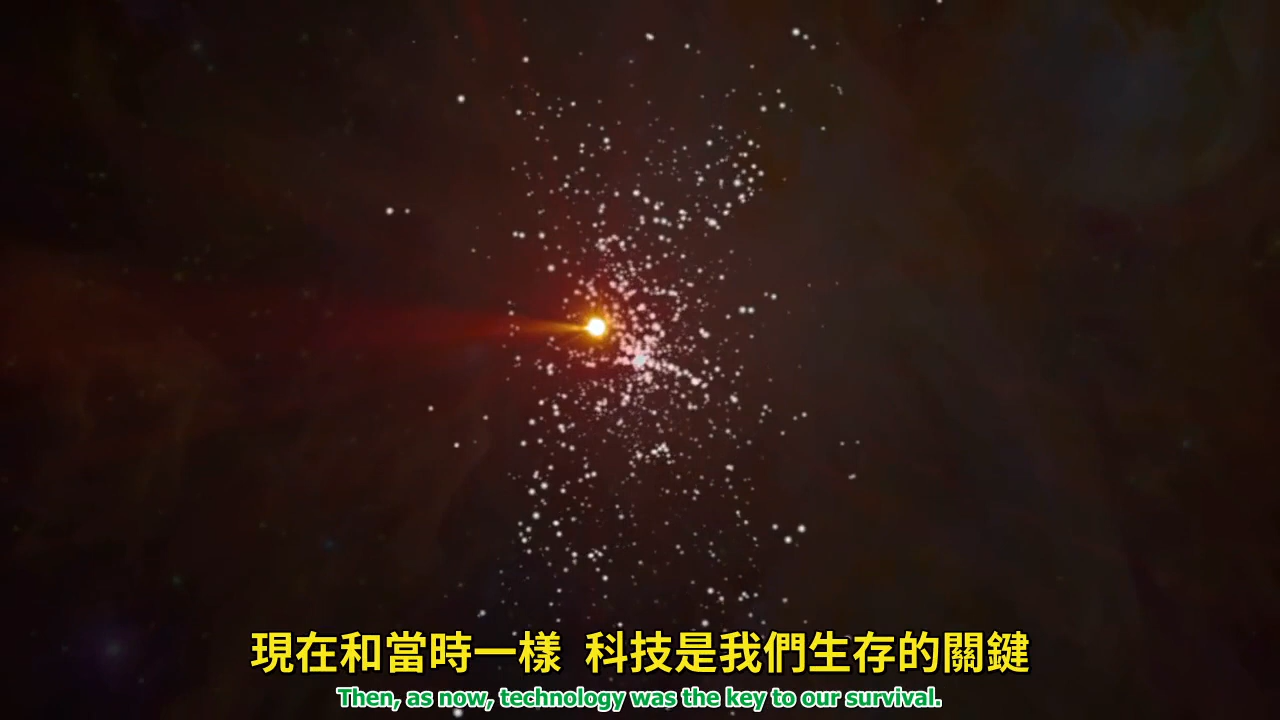 現在和當時一樣 科技是我們生存的關鍵
Then, as now, technology was the key to our survival.